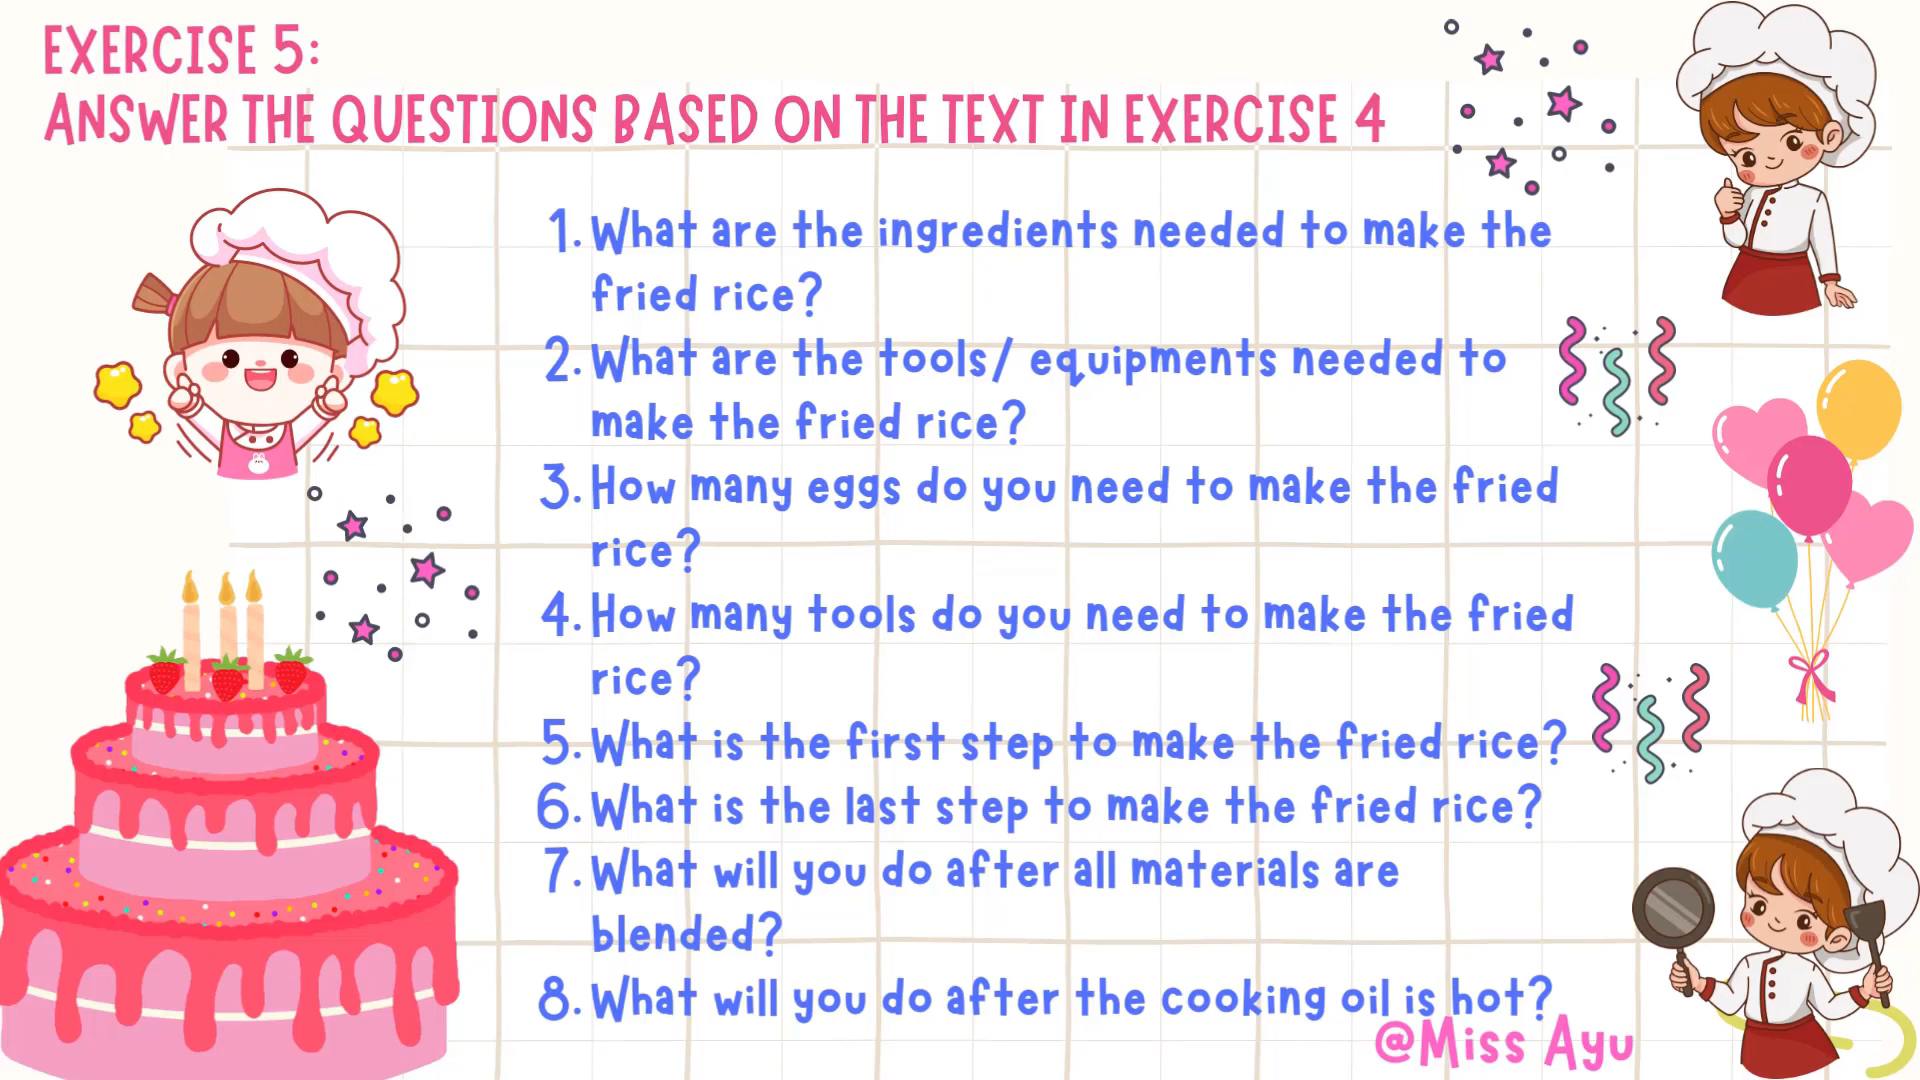 EXERCISE 5:
ANSWER THE QUESTIONS BASED ON THE TEXT IN EXERCISE 4
1. What are the ingredients needed to make the
fried rice?
2. What are the tools/ equipments needed to
make the fried rice?
3. How many eggs do you need to make the fried
rice?
4. How many tools do you need to make the fried
rice?
5. What is the first step to make the fried rice?
6. What is the last step to make the fried rice?
7. What will you do after all materials are
blended?
8. What will you do after the cooking oil is hot?
@Miss Ayu